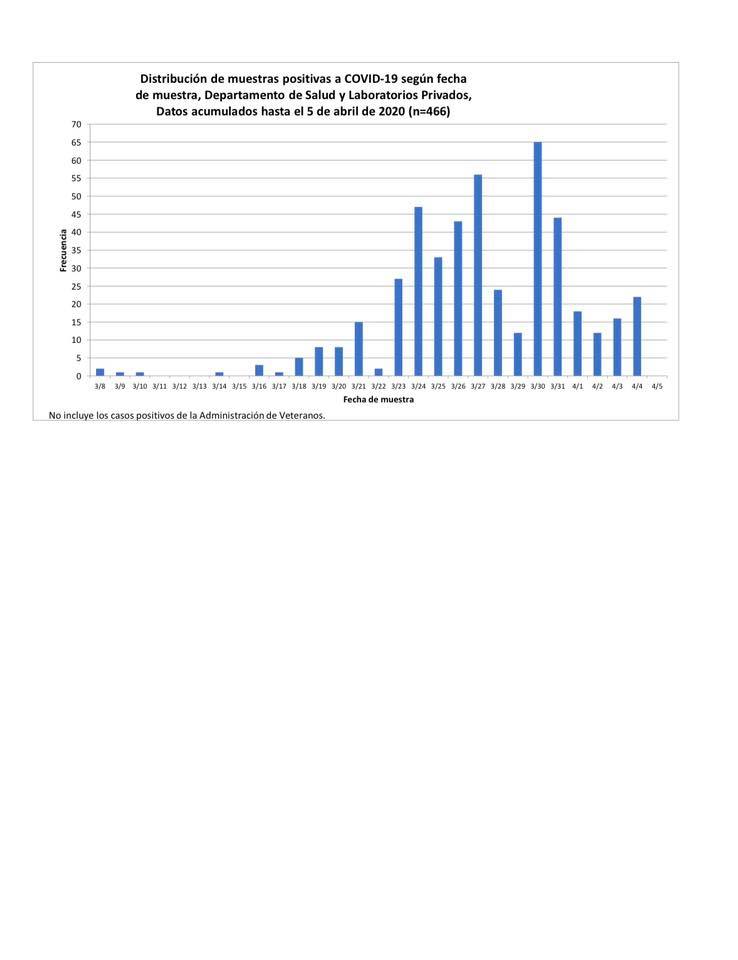 Distribución de muestras positivas a COVID-19 según fecha
de muestra, Departamento de Salud y Laboratorios Privados,
Datos acumulados hasta el 5 de abril de 2020 (n=466)
70
65
60
55
50
45
40
35
30
25
20
15
10
5
0
Frecuencia
3/8 3/9 3/10 3/11 3/12 3/13 3/14 3/15 3/16 3/17 3/18 3/19 3/20 3/21 3/22 3/23 3/24 3/25 3/26 3/27 3/28 3/29 3/30 3/31 4/1 4/2 4/3 4/4 4/5
Fecha de muestra
No incluye los casos positivos de la Administración de Veteranos.